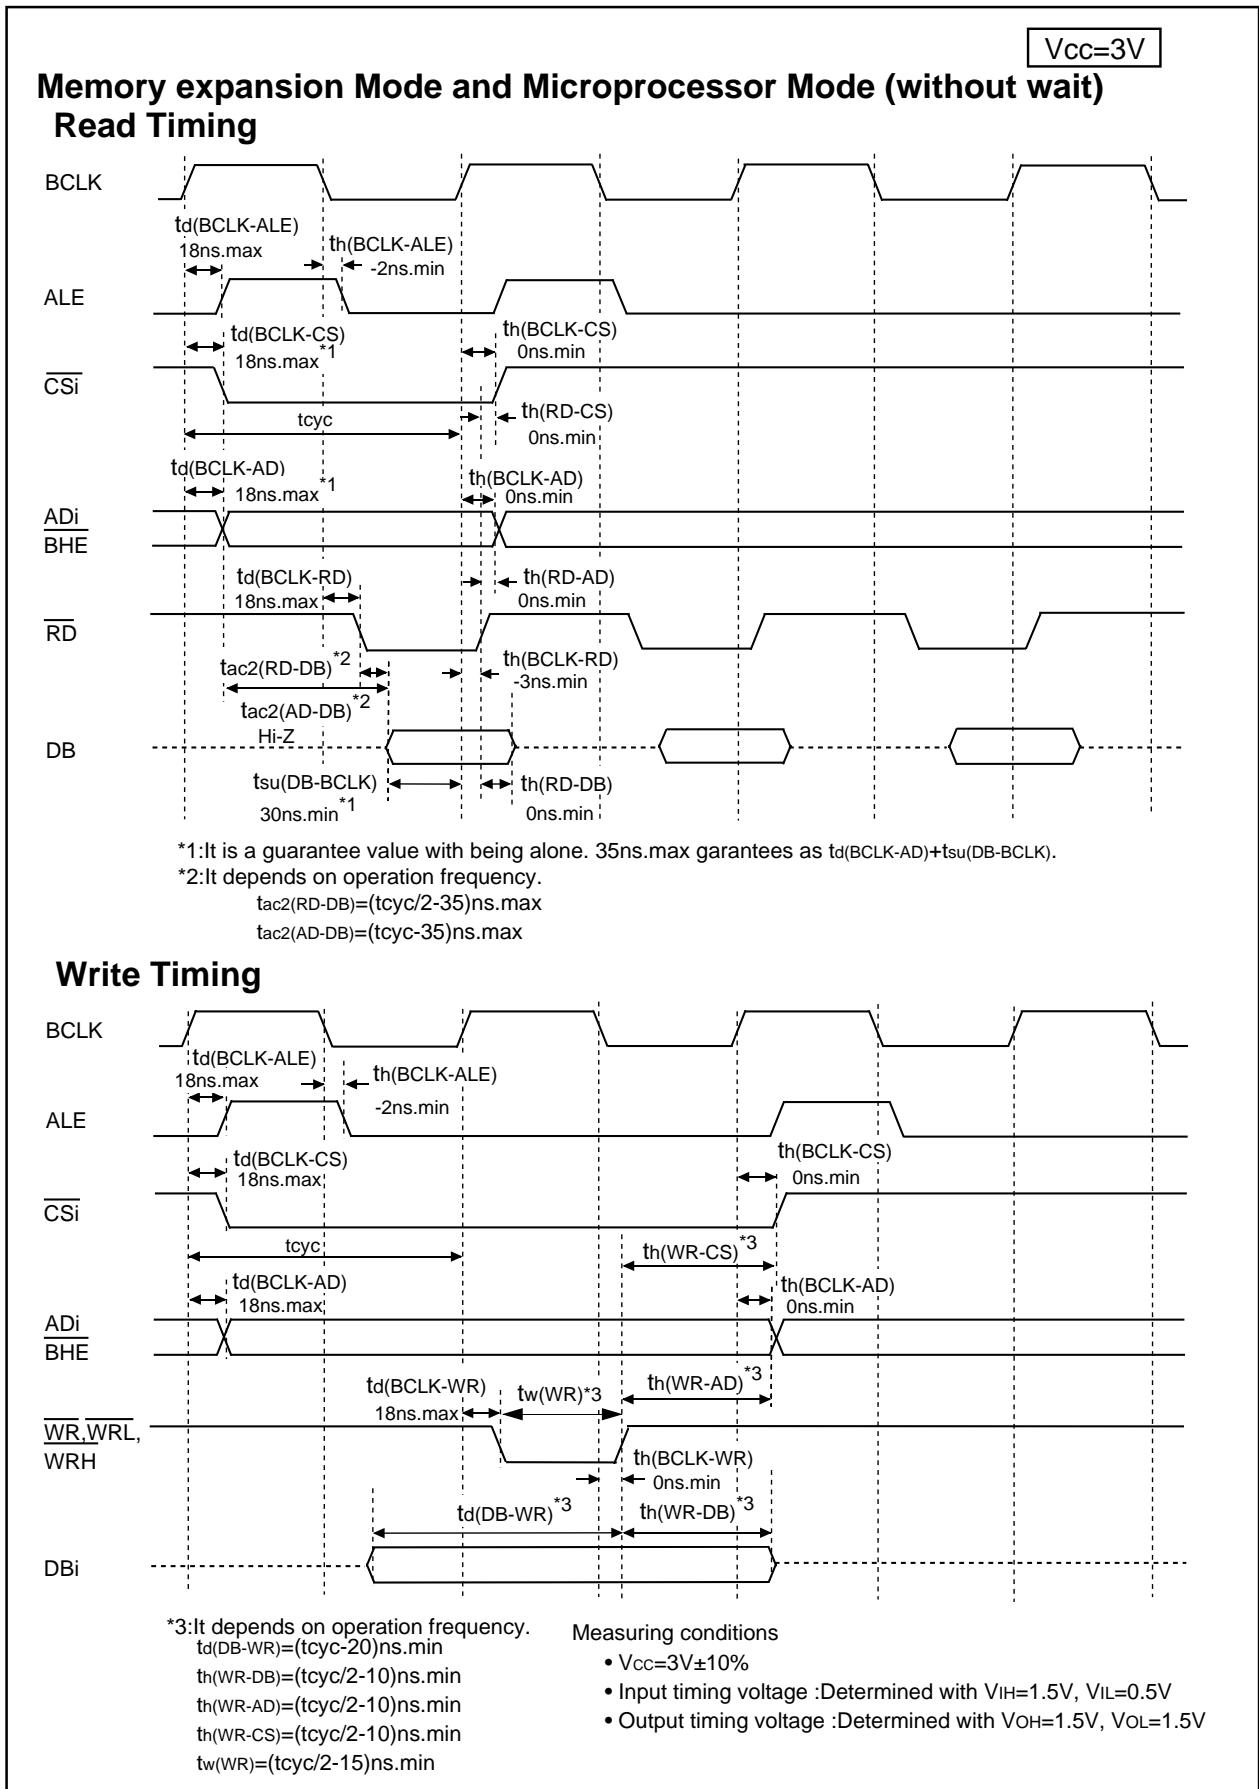 Vcc=3V
Memory expansion Mode and Microprocessor Mode (without wait)
Read Timing
BCLK
td(BCLK-ALE)
18ns.max
th(BCLK-ALE)
-2ns.min
ALE
td(BCLK-CS)
18ns.max*1
th(BCLK-CS)
0ns.min
CSi
tcyc
th(RD-CS)
0ns.min
td(BCLK-AD)
18ns.max*1
th(BCLK-AD)
0ns.min
ADi
BHE
td(BCLK-RD)
18ns.max
th(RD-AD)
0ns.min
RD
tac2(RD-DB)*2
th(BCLK-RD)
-3ns.min
tac2(AD-DB)*2
Hi-Z
DB
tsu(DB-BCLK)
30ns.min*1
th(RD-DB)
0ns.min
*1:It is a guarantee value with being alone. 35ns.max garantees as td(BCLK-AD)+tsu(DB-BCLK).
*2:It depends on operation frequency.
tac2(RD-DB)=(tcyc/2-35)ns.max
tac2(AD-DB)=(tcyc-35)ns.max
Write Timing
BCLK
td(BCLK-ALE)
18ns.max
th(BCLK-ALE)
-2ns.min
ALE
td(BCLK-CS)
18ns.max
th(BCLK-CS)
0ns.min
CSi
tcyc
th(WR-CS)*3
td(BCLK-AD)
18ns.max
th(BCLK-AD)
0ns.min
ADi
BHE
td(BCLK-WR)
18ns.max
tw(WR)*3
th(WR-AD)*3
WR,WRL,
WRH
th(BCLK-WR)
0ns.min
td(DB-WR)*3
th(WR-DB)*3
DBi
*3:It depends on operation frequency.
td(DB-WR)=(tcyc-20)ns.min
th(WR-DB)=(tcyc/2-10)ns.min
th(WR-AD)=(tcyc/2-10)ns.min
th(WR-CS)=(tcyc/2-10)ns.min
tw(WR)=(tcyc/2-15)ns.min
Measuring conditions
• VCC=3V±10%
• Input timing voltage :Determined with VIH=1.5V, VIL=0.5V
• Output timing voltage :Determined with VOH=1.5V, VOL=1.5V